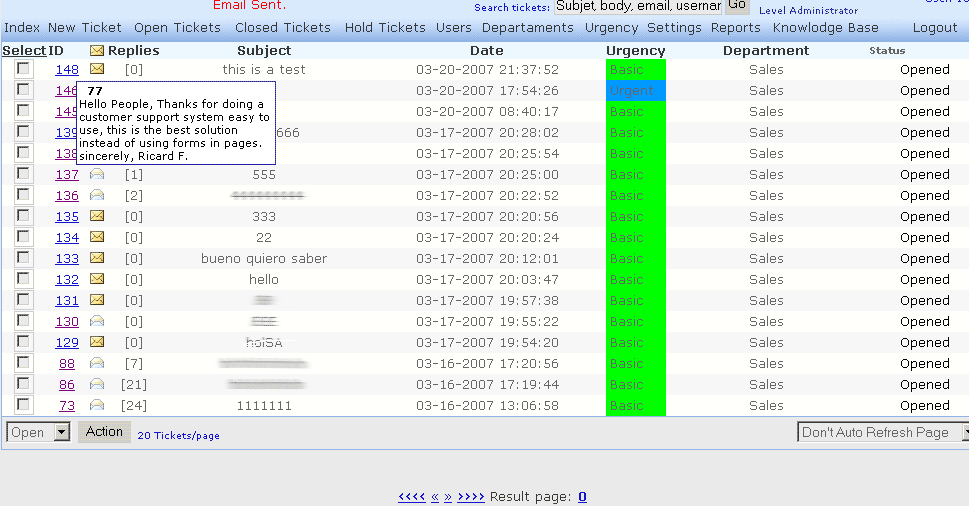 Email Sent.
Search tickets: Subjet, body, email, usernar Go Level Administrator
Index New Ticket Open Tickets Closed Tickets Hold Tickets Users Departaments Urgency Settings Reports Knowlodge Base Logout
Select ID Replies Subject Date Urgency Department Status
148 [0] this is a test 03-20-2007 21:37:52 Basic Sales Opened
146 03-20-2007 17:54:26 Urgent Sales Opened
145 03-20-2007 08:40:17 Basic Sales Opened
139 666 03-17-2007 20:28:02 Basic Sales Opened
138 03-17-2007 20:25:54 Basic Sales Opened
77
Hello People, Thanks for doing a
customer support system easy to
use, this is the best solution
instead of using forms in pages.
sincerely, Ricard F.
137 [1] 555 03-17-2007 20:25:00 Basic Sales Opened
136 [2] 03-17-2007 20:22:52 Basic Sales Opened
135 [0] 333 03-17-2007 20:20:56 Basic Sales Opened
134 [0] 22 03-17-2007 20:20:24 Basic Sales Opened
133 [0] bueno quiero saber 03-17-2007 20:12:01 Basic Sales Opened
132 [0] hello 03-17-2007 20:03:47 Basic Sales Opened
131 [0] 03-17-2007 19:57:38 Basic Sales Opened
130 [0] 03-17-2007 19:55:22 Basic Sales Opened
129 [0] 03-17-2007 19:54:20 Basic Sales Opened
88 [7] 03-16-2007 17:20:56 Basic Sales Opened
86 [21] 03-16-2007 17:19:44 Basic Sales Opened
73 [24] 1111111 03-16-2007 13:06:58 Basic Sales Opened
Open Action 20 Tickets/page Don't Auto Refresh Page
<<<< « » >>>> Result page: 0